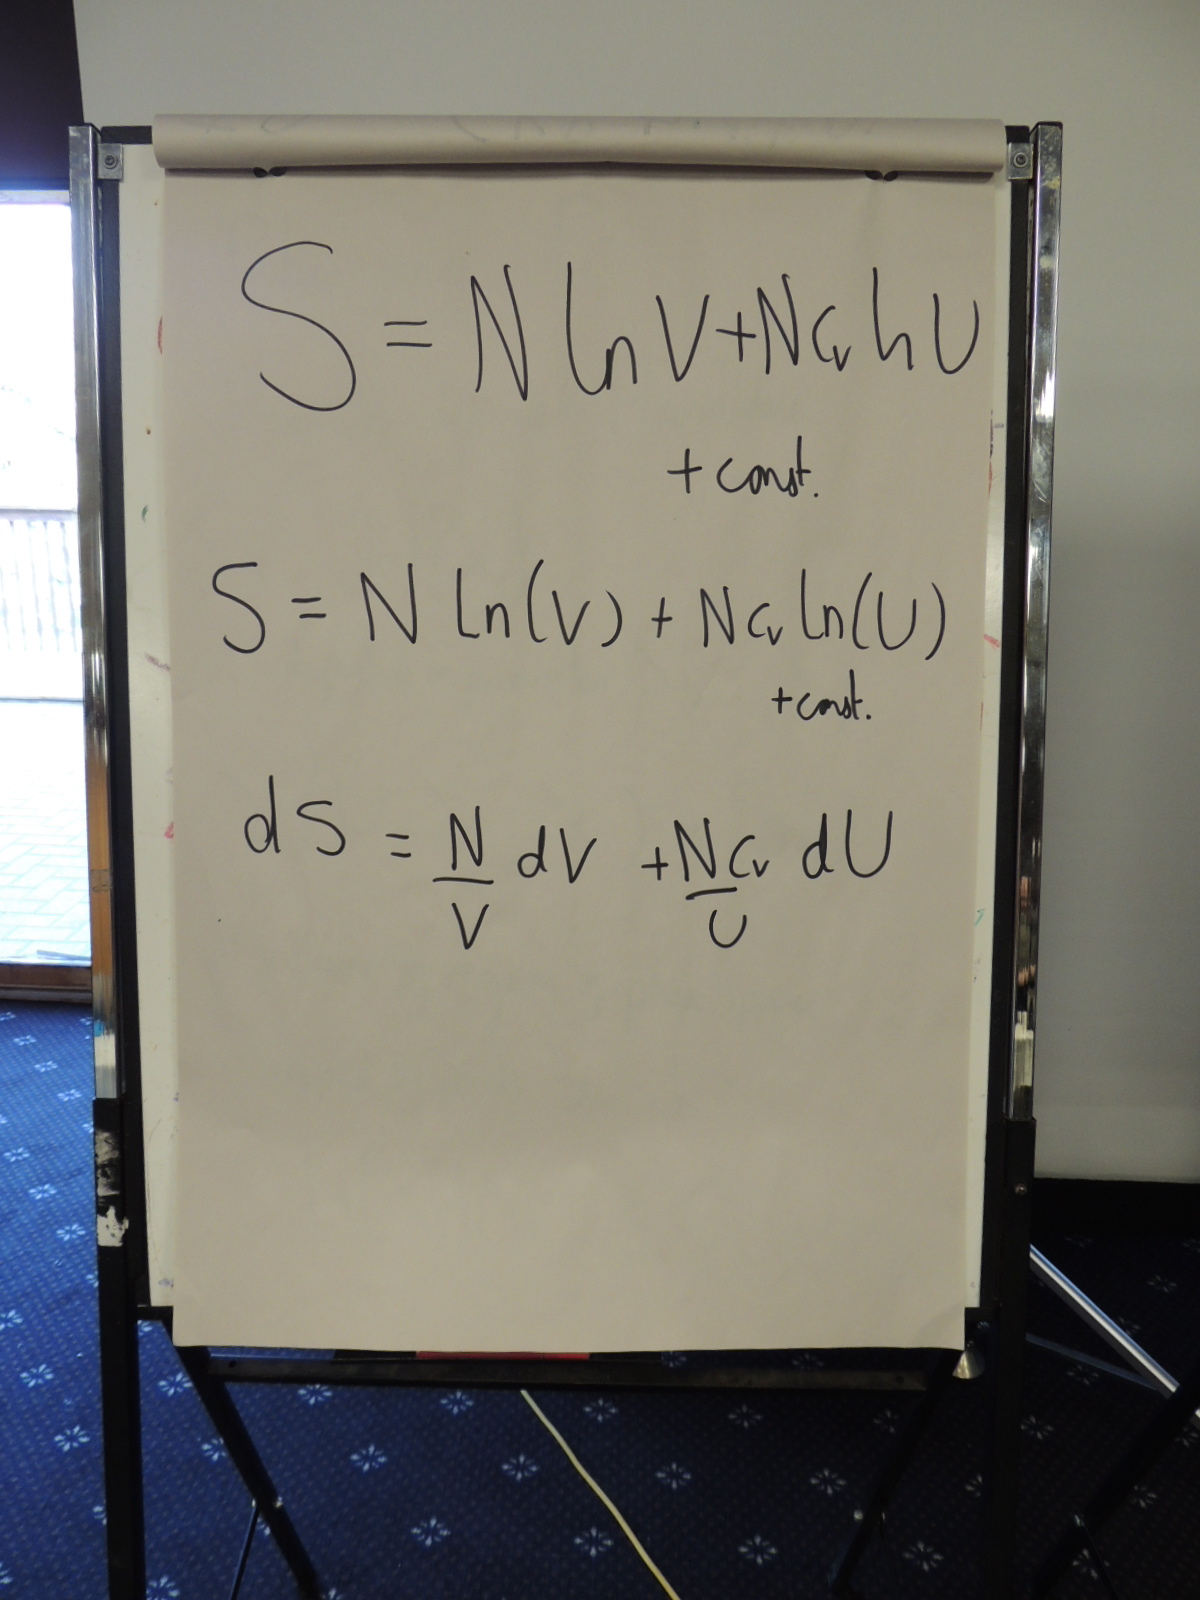 S = N ln V + N cv ln U
+ const.
S = N ln(V) + N cv ln(U)
+ const.
dS = N/V dV + N cv/U dU